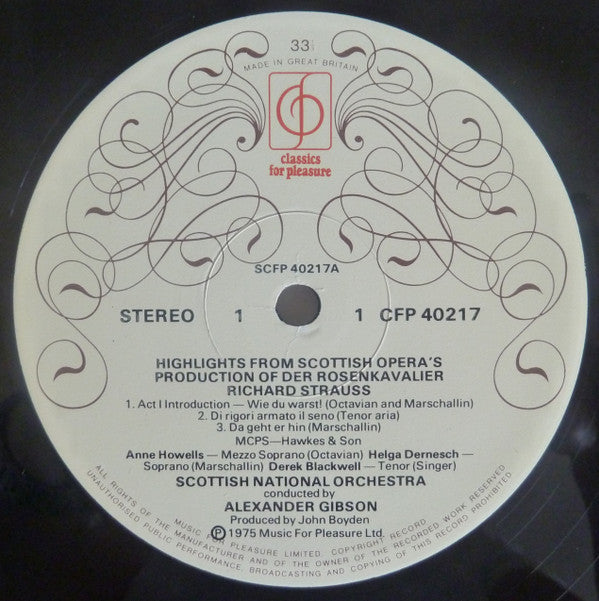 33⅓
MADE IN GREAT BRITAIN
classics
for pleasure
SCFP 40217A
STEREO 1 1 CFP 40217
HIGHLIGHTS FROM SCOTTISH OPERA'S
PRODUCTION OF DER ROSENKAVALIER
RICHARD STRAUSS
1. Act I Introduction — Wie du warst! (Octavian and Marschallin)
2. Di rigori armato il seno (Tenor aria)
3. Da geht er hin (Marschallin)
MCPS—Hawkes & Son
Anne Howells — Mezzo Soprano (Octavian) Helga Dernesch —
Soprano (Marschallin) Derek Blackwell — Tenor (Singer)
SCOTTISH NATIONAL ORCHESTRA
conducted by
ALEXANDER GIBSON
Produced by John Boyden
Ⓟ 1975 Music For Pleasure Ltd.
MUSIC FOR PLEASURE LIMITED. COPYRIGHT RECORD
ALL RIGHTS OF THE MANUFACTURER AND OF THE OWNER OF THE RECORDED WORK RESERVED
UNAUTHORISED PUBLIC PERFORMANCE, BROADCASTING AND COPYING OF THIS RECORD PROHIBITED